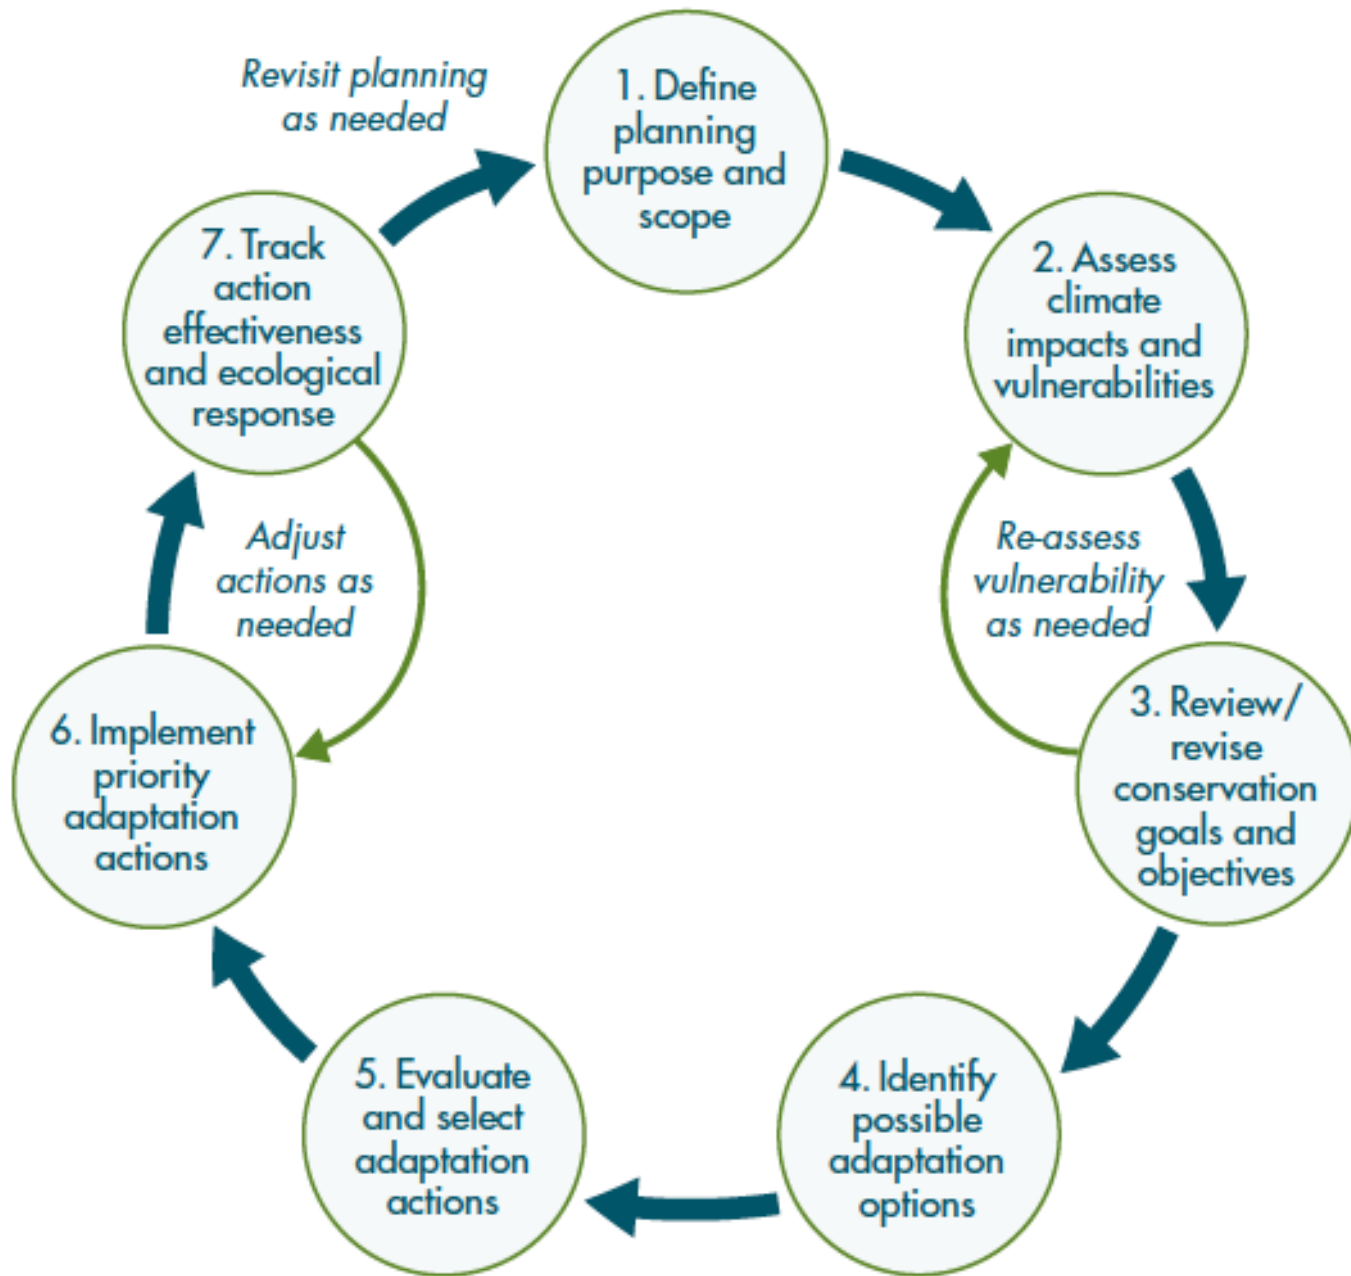 Revisit planning
as needed
1. Define
planning
purpose and
scope
2. Assess
climate
impacts and
vulnerabilities
Re-assess
vulnerability
as needed
3. Review/
revise
conservation
goals and
objectives
4. Identify
possible
adaptation
options
5. Evaluate
and select
adaptation
actions
6. Implement
priority
adaptation
actions
7. Track
action
effectiveness
and ecological
response
Adjust
actions as
needed